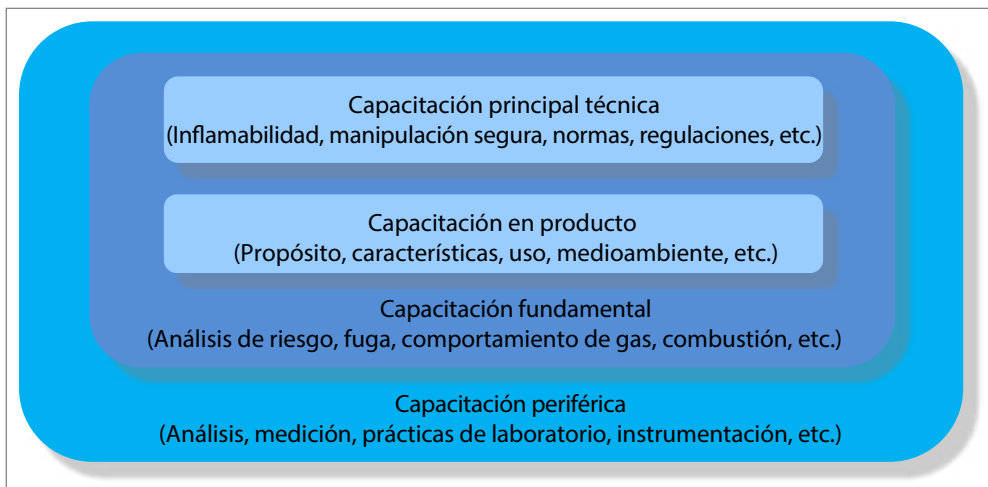 Capacitación principal técnica
(Inflamabilidad, manipulación segura, normas, regulaciones, etc.)
Capacitación en producto
(Propósito, características, uso, medioambiente, etc.)
Capacitación fundamental
(Análisis de riesgo, fuga, comportamiento de gas, combustión, etc.)
Capacitación periférica
(Análisis, medición, prácticas de laboratorio, instrumentación, etc.)